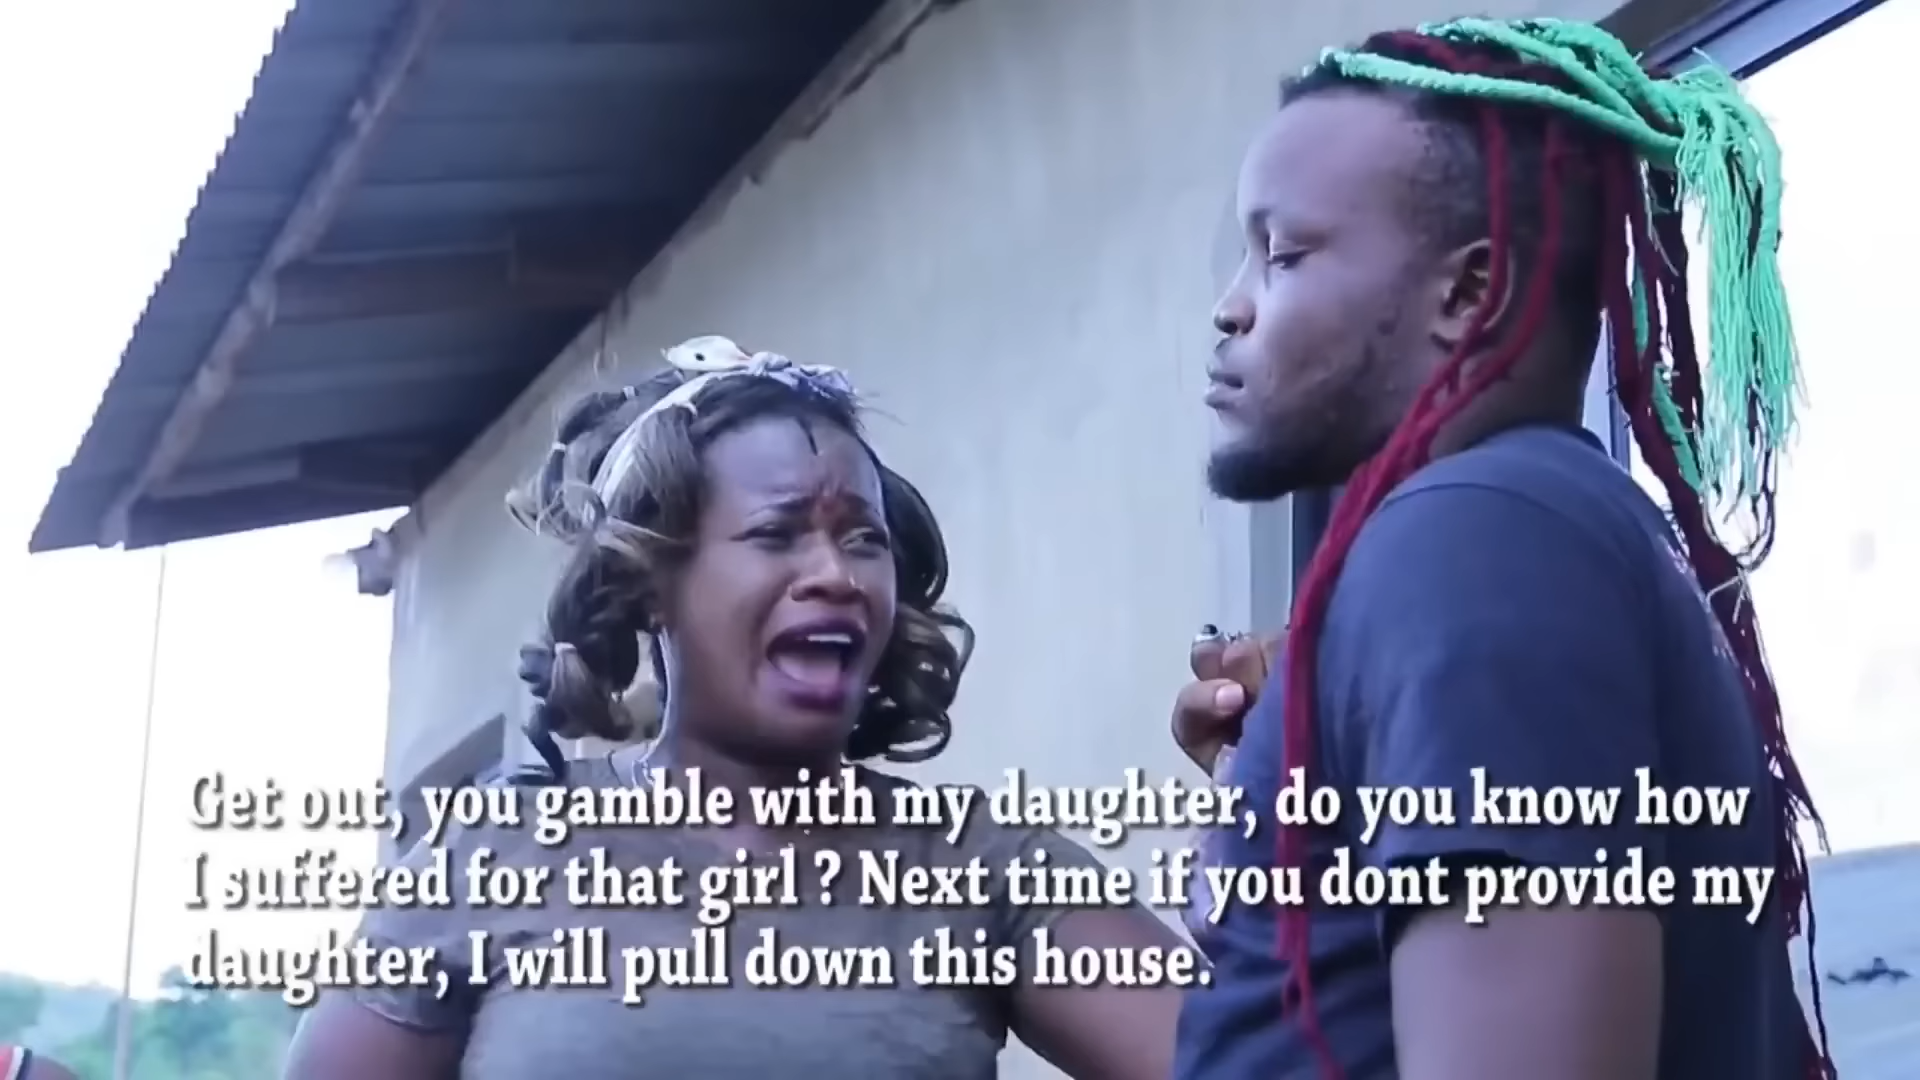 Get out, you gamble with my daughter, do you know how
I suffered for that girl ? Next time if you dont provide my
daughter, I will pull down this house.